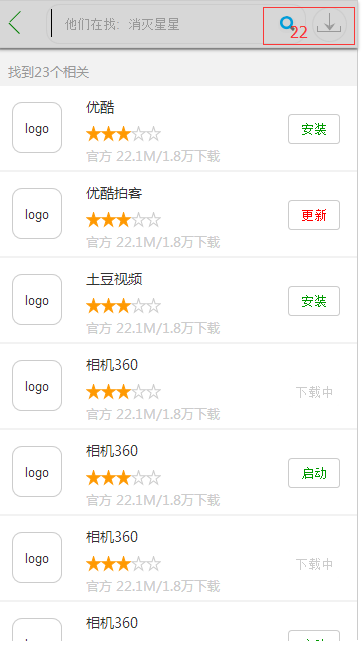 他们在找：消灭星星
22
找到23个相关
logo
优酷
官方 22.1M/1.8万下载
安装
logo
优酷拍客
官方 22.1M/1.8万下载
更新
logo
土豆视频
官方 22.1M/1.8万下载
安装
logo
相机360
官方 22.1M/1.8万下载
下载中
logo
相机360
官方 22.1M/1.8万下载
启动
logo
相机360
官方 22.1M/1.8万下载
下载中
相机360